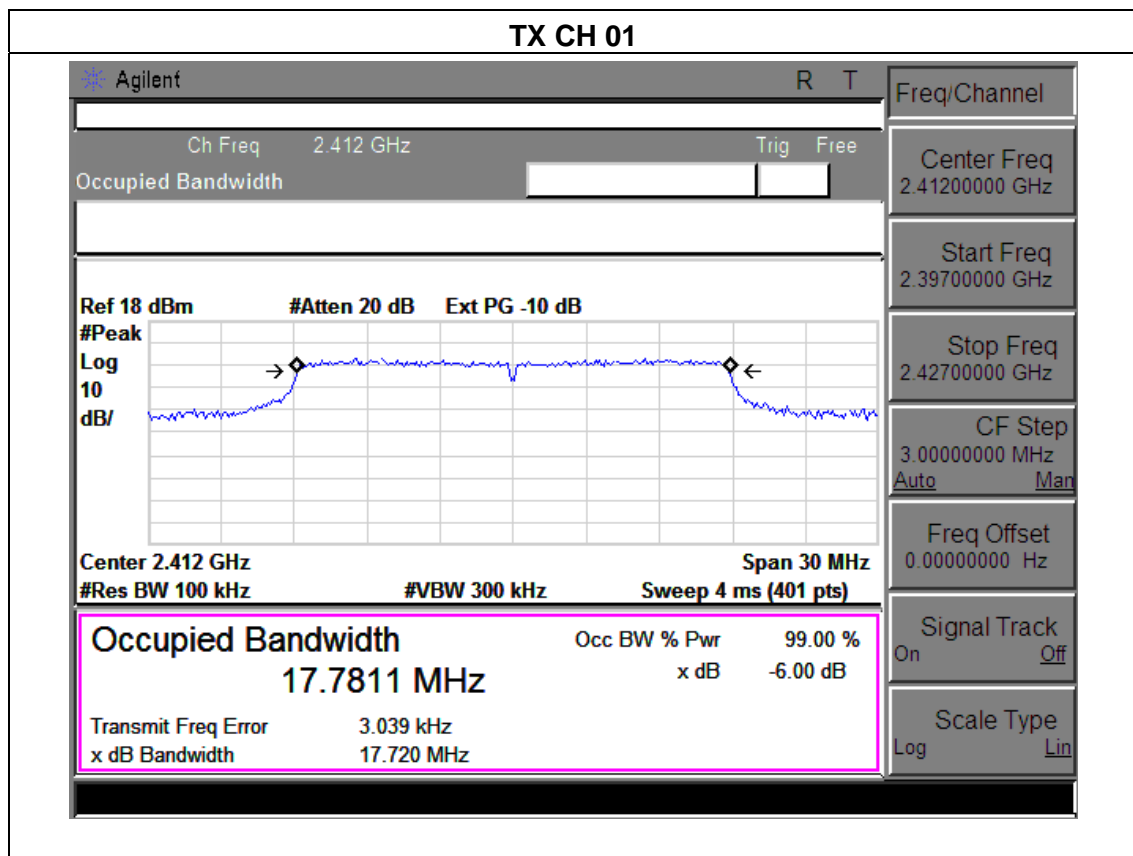 TX CH 01
Agilent R T
Freq/Channel
Ch Freq 2.412 GHz Trig Free
Occupied Bandwidth
Center Freq
2.41200000 GHz
Start Freq
2.39700000 GHz
Ref 18 dBm #Atten 20 dB Ext PG -10 dB
#Peak
Log
10
dB/
Stop Freq
2.42700000 GHz
CF Step
3.00000000 MHz
Auto Man
Freq Offset
0.00000000 Hz
Center 2.412 GHz Span 30 MHz
#Res BW 100 kHz #VBW 300 kHz Sweep 4 ms (401 pts)
Occupied Bandwidth Occ BW % Pwr 99.00 %
17.7811 MHz x dB -6.00 dB
Transmit Freq Error 3.039 kHz
x dB Bandwidth 17.720 MHz
Signal Track
On Off
Scale Type
Log Lin